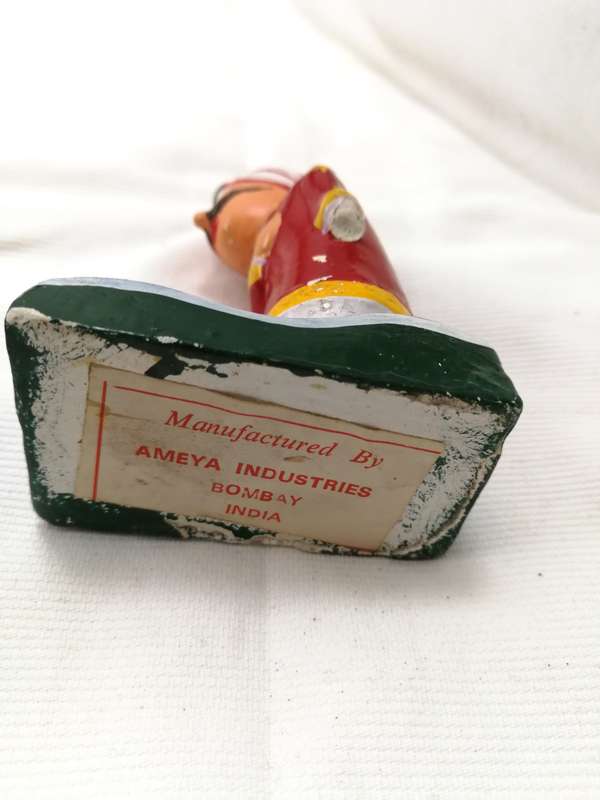 Manufactured By
AMEYA INDUSTRIES
BOMBAY
INDIA